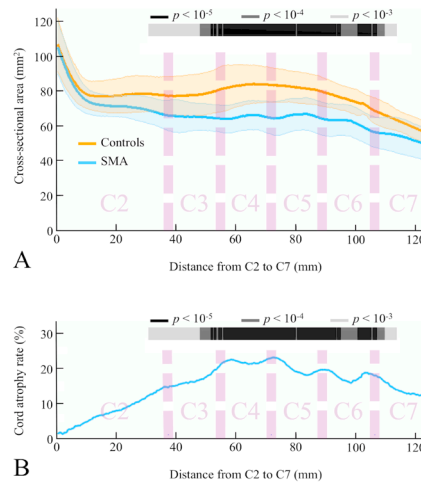 p < 10-5 p < 10-4 p < 10-3
120
100
80
60
40
20
0
Cross-sectional area (mm2)
Controls
SMA
C2 C3 C4 C5 C6 C7
0 20 40 60 80 100 120
A
Distance from C2 to C7 (mm)
p < 10-5 p < 10-4 p < 10-3
30
20
10
0
Cord atrophy rate (%)
C2 C3 C4 C5 C6 C7
0 20 40 60 80 100 120
B
Distance from C2 to C7 (mm)